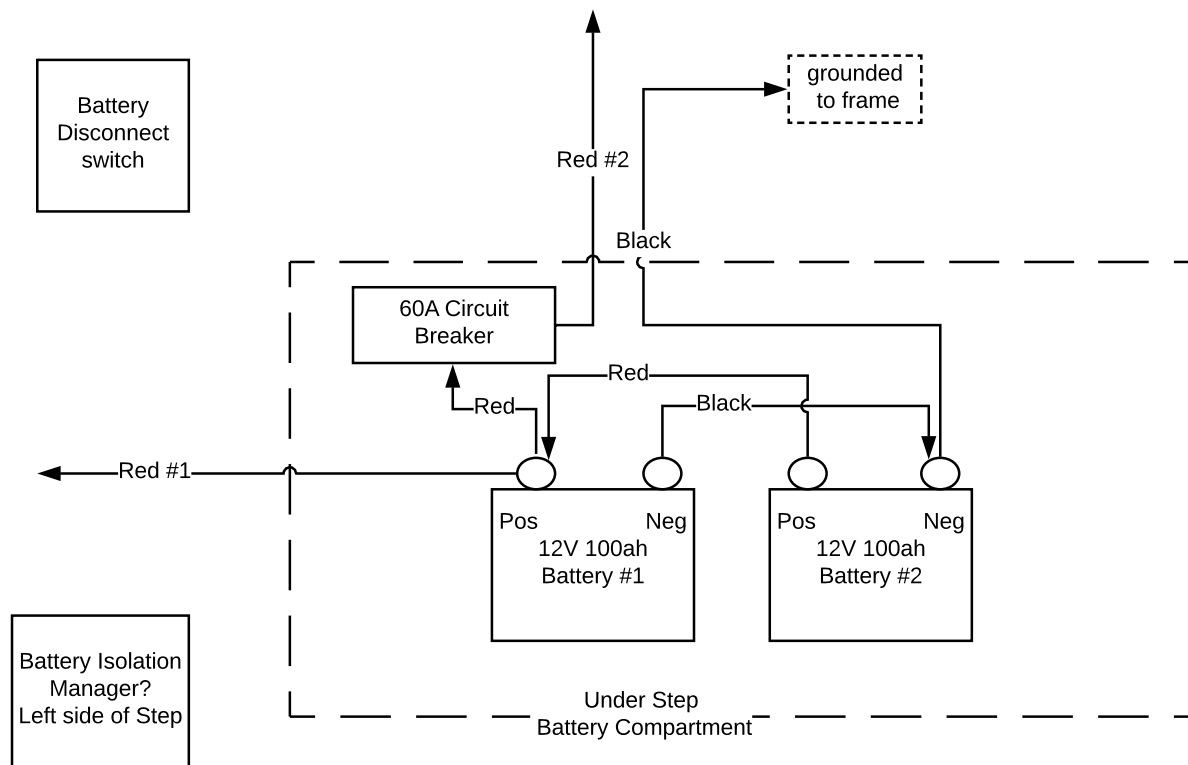 Battery
Disconnect
switch
grounded
to frame
Red #2
Black
60A Circuit
Breaker
Red
Red
Black
Red #1
Pos
Neg
12V 100ah
Battery #1
Pos
Neg
12V 100ah
Battery #2
Battery Isolation
Manager?
Left side of Step
Under Step
Battery Compartment